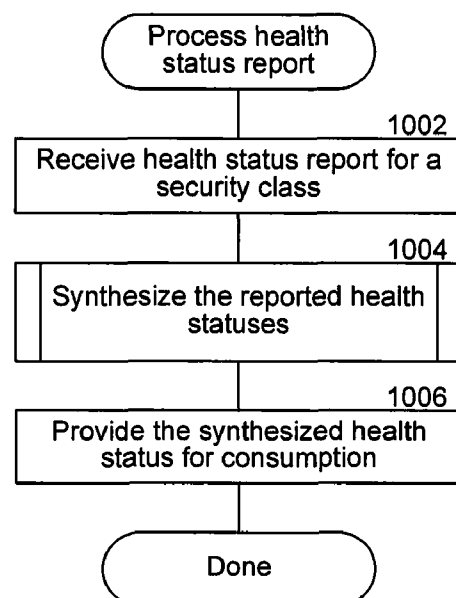 Process health
status report
1002
Receive health status report for a
security class
1004
Synthesize the reported health
statuses
1006
Provide the synthesized health
status for consumption
Done